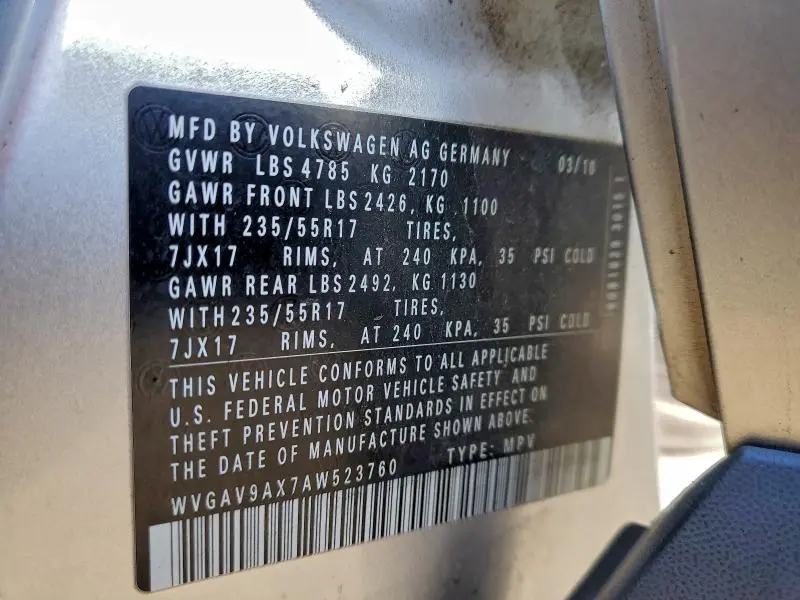 MFD BY VOLKSWAGEN AG GERMANY 03/10
GVWR LBS 4785 KG 2170
GAWR FRONT LBS 2426, KG 1100
WITH 235/55R17 TIRES,
7JX17 RIMS, AT 240 KPA, 35 PSI COLD
GAWR REAR LBS 2492, KG 1130
WITH 235/55R17 TIRES,
7JX17 RIMS, AT 240 KPA, 35 PSI COLD
THIS VEHICLE CONFORMS TO ALL APPLICABLE
U.S. FEDERAL MOTOR VEHICLE SAFETY AND
THEFT PREVENTION STANDARDS IN EFFECT ON
THE DATE OF MANUFACTURE SHOWN ABOVE.
WVGAV9AX7AW523760 TYPE: MPV